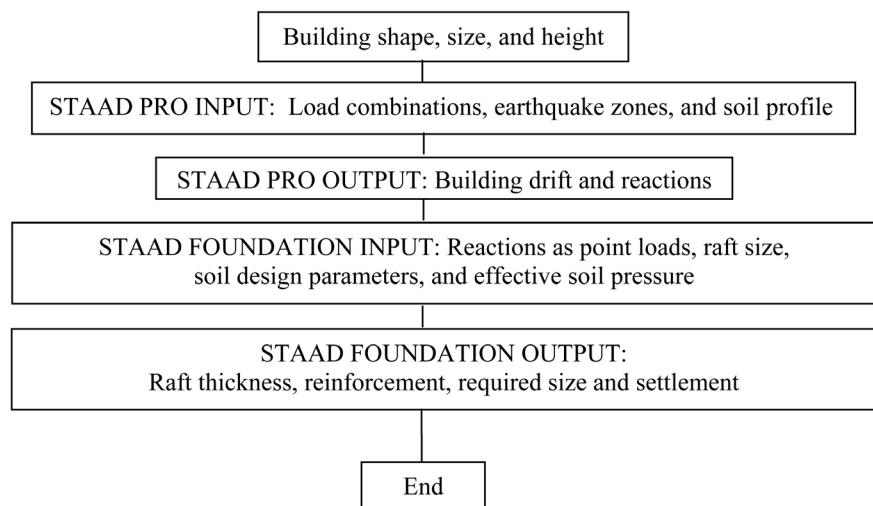 Building shape, size, and height
STAAD PRO INPUT: Load combinations, earthquake zones, and soil profile
STAAD PRO OUTPUT: Building drift and reactions
STAAD FOUNDATION INPUT: Reactions as point loads, raft size,
soil design parameters, and effective soil pressure
STAAD FOUNDATION OUTPUT:
Raft thickness, reinforcement, required size and settlement
End